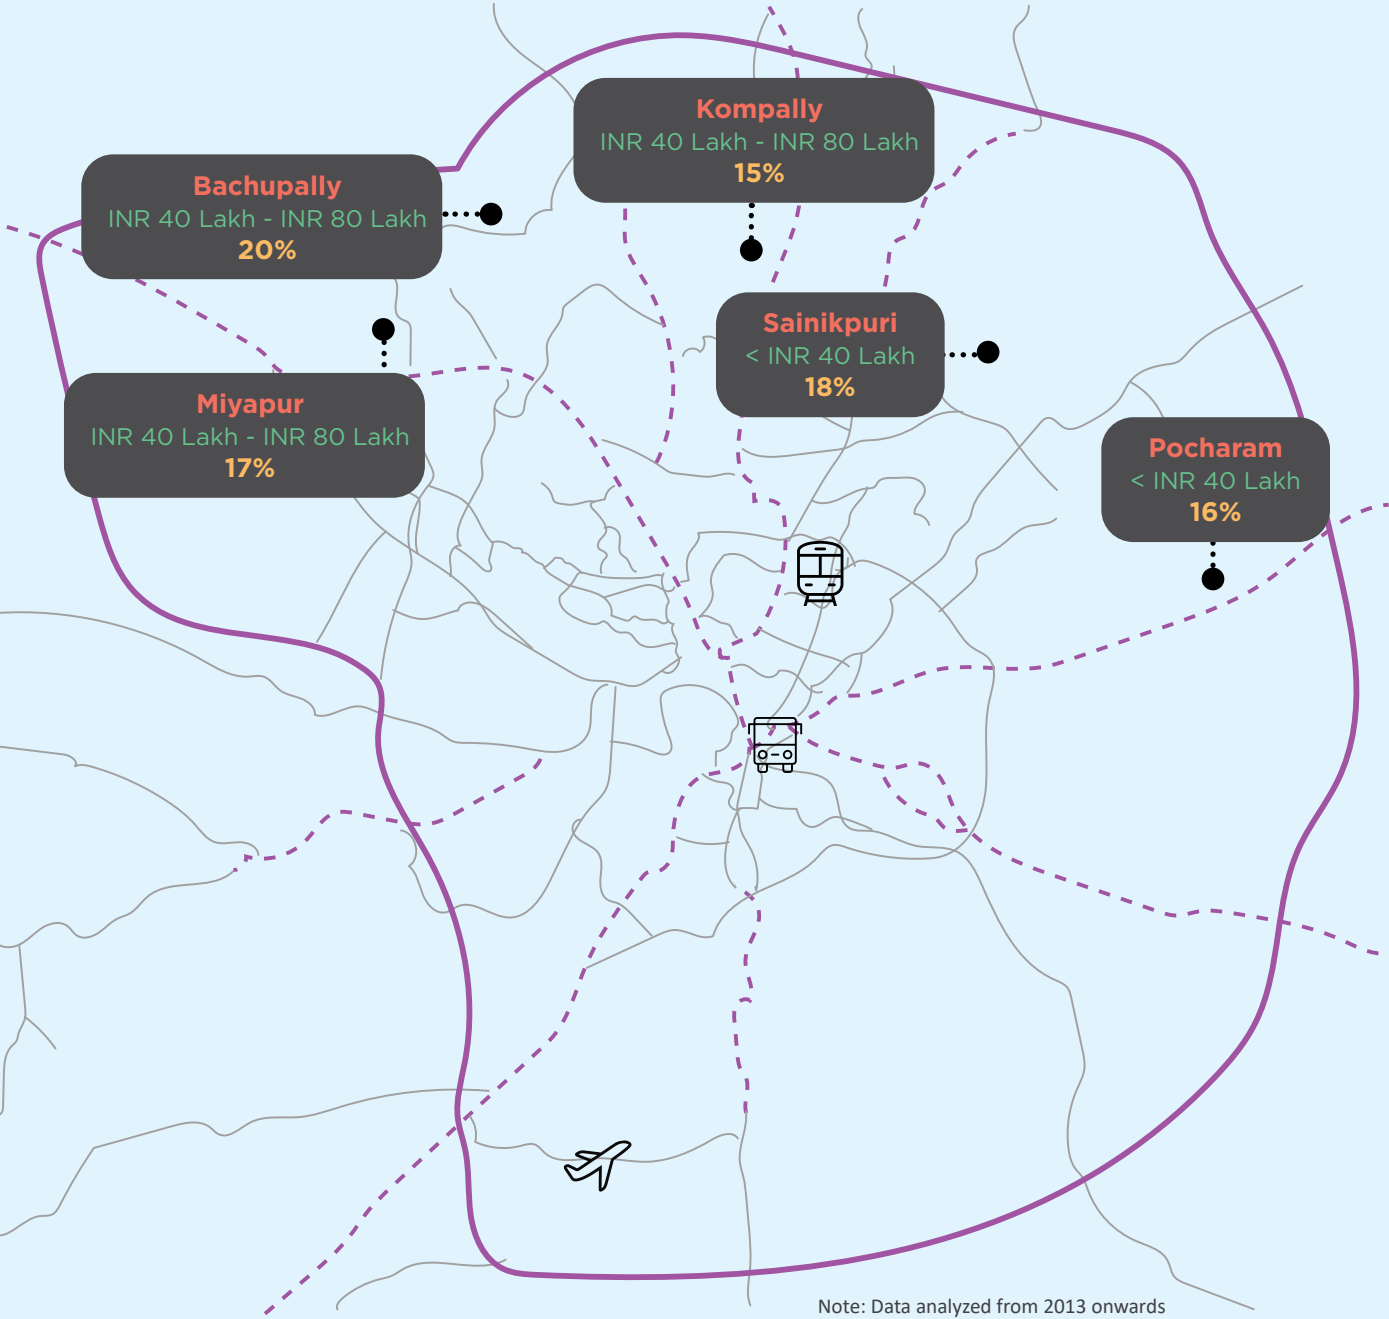 Kompally
INR 40 Lakh - INR 80 Lakh
15%
Bachupally
INR 40 Lakh - INR 80 Lakh
20%
Sainikpuri
< INR 40 Lakh
18%
Miyapur
INR 40 Lakh - INR 80 Lakh
17%
Pocharam
< INR 40 Lakh
16%
Note: Data analyzed from 2013 onwards